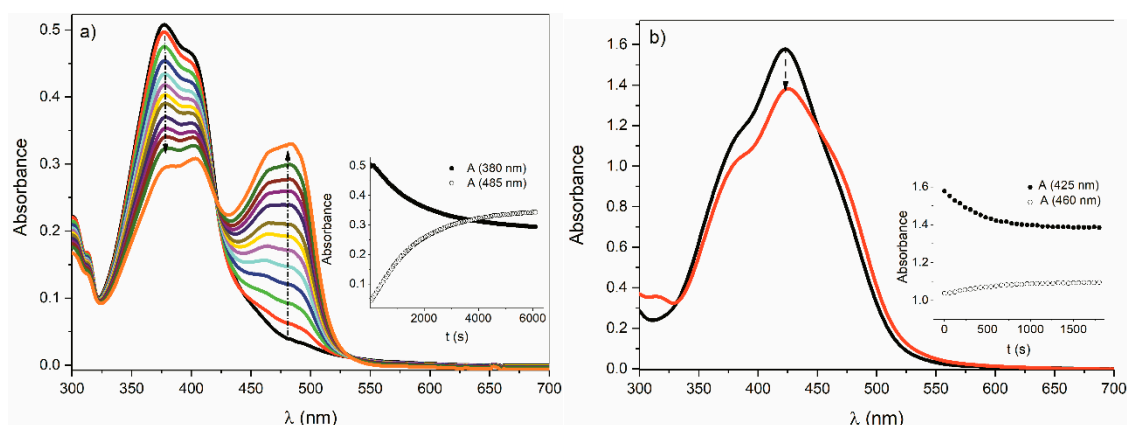 a)
0.5
0.4
0.3
0.2
0.1
0.0
Absorbance
300 350 400 450 500 550 600 650 700
λ (nm)
A (380 nm)
A (485 nm)
0.5
0.4
0.3
0.2
0.1
Absorbance
2000 4000 6000
t (s)
b)
1.6
1.4
1.2
1.0
0.8
0.6
0.4
0.2
0.0
Absorbance
300 350 400 450 500 550 600 650 700
λ (nm)
A (425 nm)
A (460 nm)
1.6
1.4
1.2
1.0
Absorbance
0 500 1000 1500
t (s)